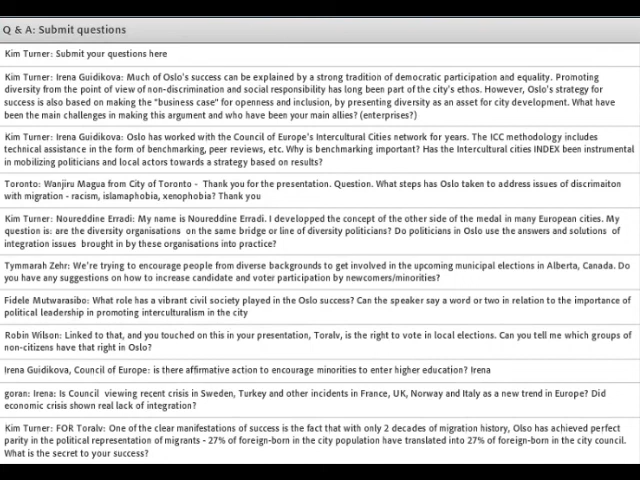 Q & A: Submit questions
Kim Turner: Submit your questions here
Kim Turner: Irena Guidikova: Much of Oslo's success can be explained by a strong tradition of democratic participation and equality. Promoting
diversity from the point of view of non-discrimination and social responsibility has long been part of the city's ethos. However, Oslo's strategy for
success is also based on making the "business case" for openness and inclusion, by presenting diversity as an asset for city development. What have
been the main challenges in making this argument and who have been your main allies? (enterprises?)
Kim Turner: Irena Guidikova: Oslo has worked with the Council of Europe's Intercultural Cities network for years. The ICC methodology includes
technical assistance in the form of benchmarking, peer reviews, etc. Why is benchmarking important? Has the Intercultural cities INDEX been instrumental
in mobilizing politicians and local actors towards a strategy based on results?
Toronto: Wanjiru Magua from City of Toronto - Thank you for the presentation. Question. What steps has Oslo taken to address issues of discrimaiton
with migration - racism, islamaphobia, xenophobia? Thank you
Kim Turner: Noureddine Erradi: My name is Noureddine Erradi. I developped the concept of the other side of the medal in many European cities. My
question is: are the diversity organisations on the same bridge or line of diversity politicians? Do politicians in Oslo use the answers and solutions of
integration issues brought in by these organisations into practice?
Tymmarah Zehr: We're trying to encourage people from diverse backgrounds to get involved in the upcoming municipal elections in Alberta, Canada. Do
you have any suggestions on how to increase candidate and voter participation by newcomers/minorities?
Fidele Mutwarasibo: What role has a vibrant civil society played in the Oslo success? Can the speaker say a word or two in relation to the importance of
political leadership in promoting interculturalism in the city
Robin Wilson: Linked to that, and you touched on this in your presentation, Toralv, is the right to vote in local elections. Can you tell me which groups of
non-citizens have that right in Oslo?
Irena Guidikova, Council of Europe: is there affirmative action to encourage minorities to enter higher education? Irena
goran: Irena: Is Council viewing recent crisis in Sweden, Turkey and other incidents in France, UK, Norway and Italy as a new trend in Europe? Did
economic crisis shown real lack of integration?
Kim Turner: FOR Toralv: One of the clear manifestations of success is the fact that with only 2 decades of migration history, Olso has achieved perfect
parity in the political representation of migrants - 27% of foreign-born in the city population have translated into 27% of foreign-born in the city council.
What is the secret to your success?